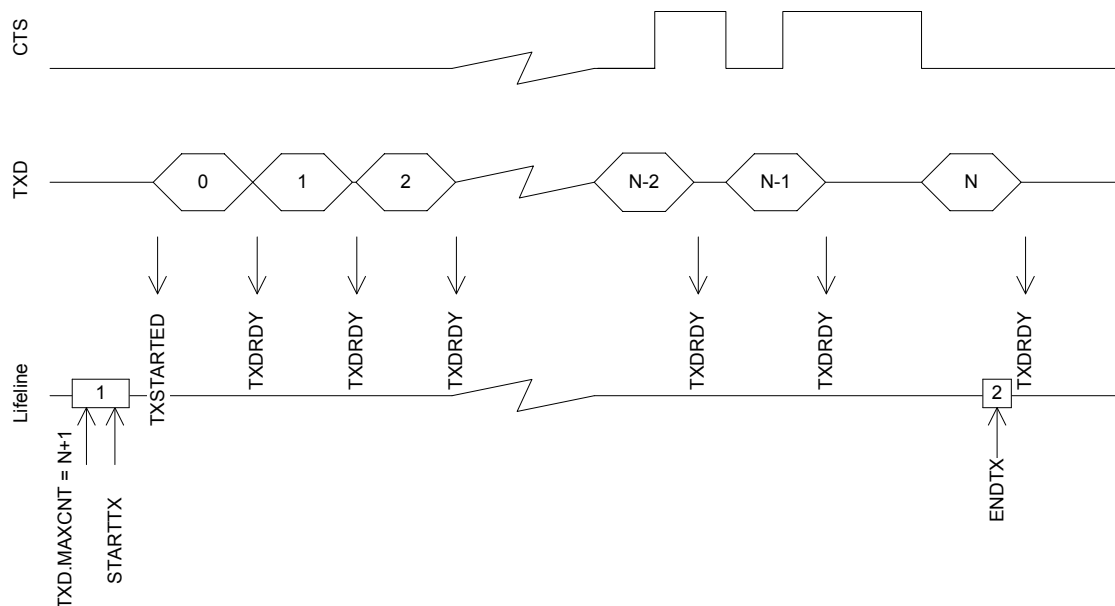 CTS
TXD
0
1
2
N-2
N-1
N
TXSTARTED
TXDRDY
TXDRDY
TXDRDY
TXDRDY
TXDRDY
TXDRDY
Lifeline
1
2
TXD.MAXCNT = N+1
STARTTX
ENDTX